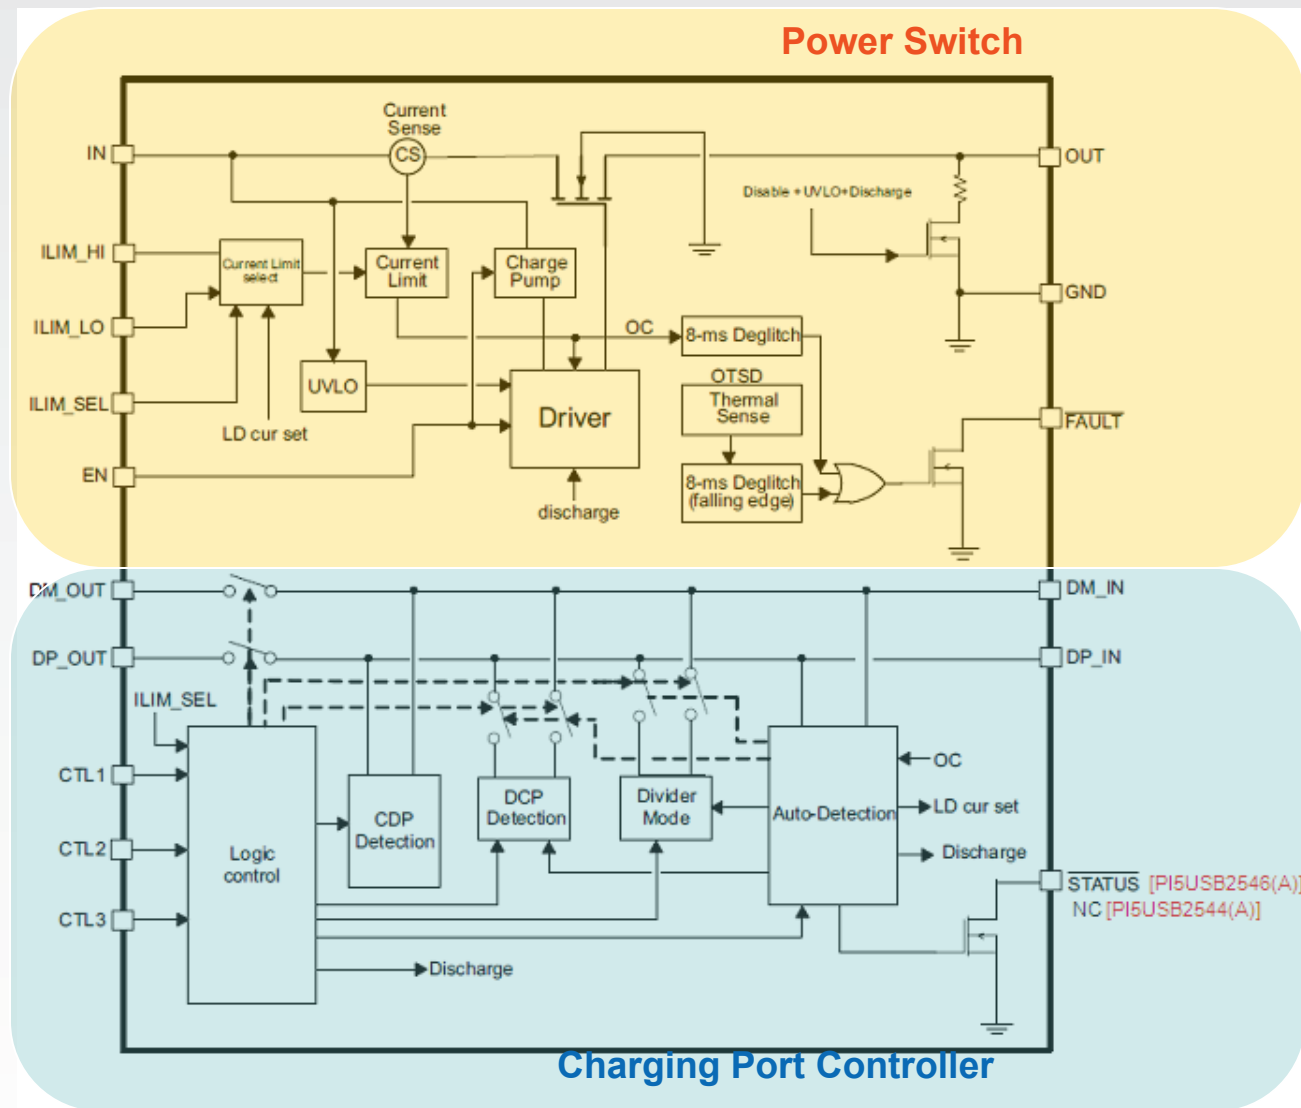 Power Switch
Current
Sense
IN
CS
OUT
Disable +UVLO+Discharge
ILIM_HI
Current Limit
select
Current
Limit
Charge
Pump
GND
ILIM_LO
OC
8-ms Deglitch
OTSD
UVLO
Thermal
Sense
ILIM_SEL
Driver
FAULT
LD cur set
EN
8-ms Deglitch
(falling edge)
discharge
DM_OUT
DM_IN
DP_OUT
DP_IN
ILIM_SEL
CTL1
OC
DCP
Detection
Divider
Mode
LD cur set
CDP
Detection
Auto-Detection
CTL2
Logic
control
Discharge
STATUS [PI5USB2546(A)]
NC [PI5USB2544(A)]
CTL3
Discharge
Charging Port Controller